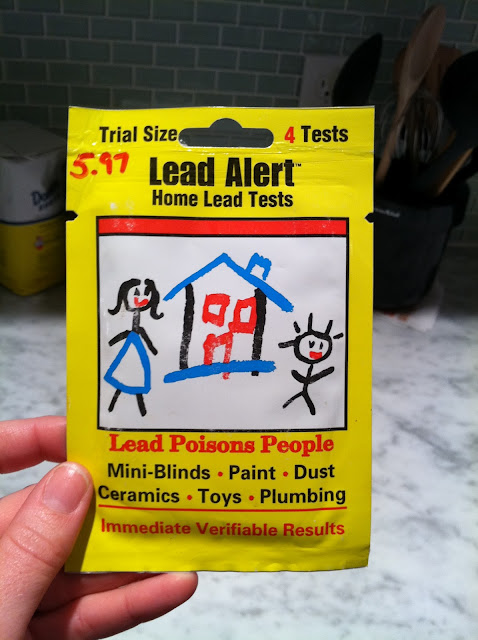 Trial Size
4 Tests
5.97
Lead Alert™
Home Lead Tests
Lead Poisons People
Mini-Blinds • Paint • Dust
Ceramics • Toys • Plumbing
Immediate Verifiable Results